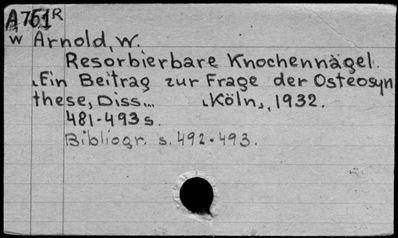 A761R
w Arnold, W.
Resorbierbare Knochennägel.
Ein Beitrag zur Frage der Osteosyn
these, Diss... Köln, 1932.
481-493 s.
Bibliogr. s. 492-493.